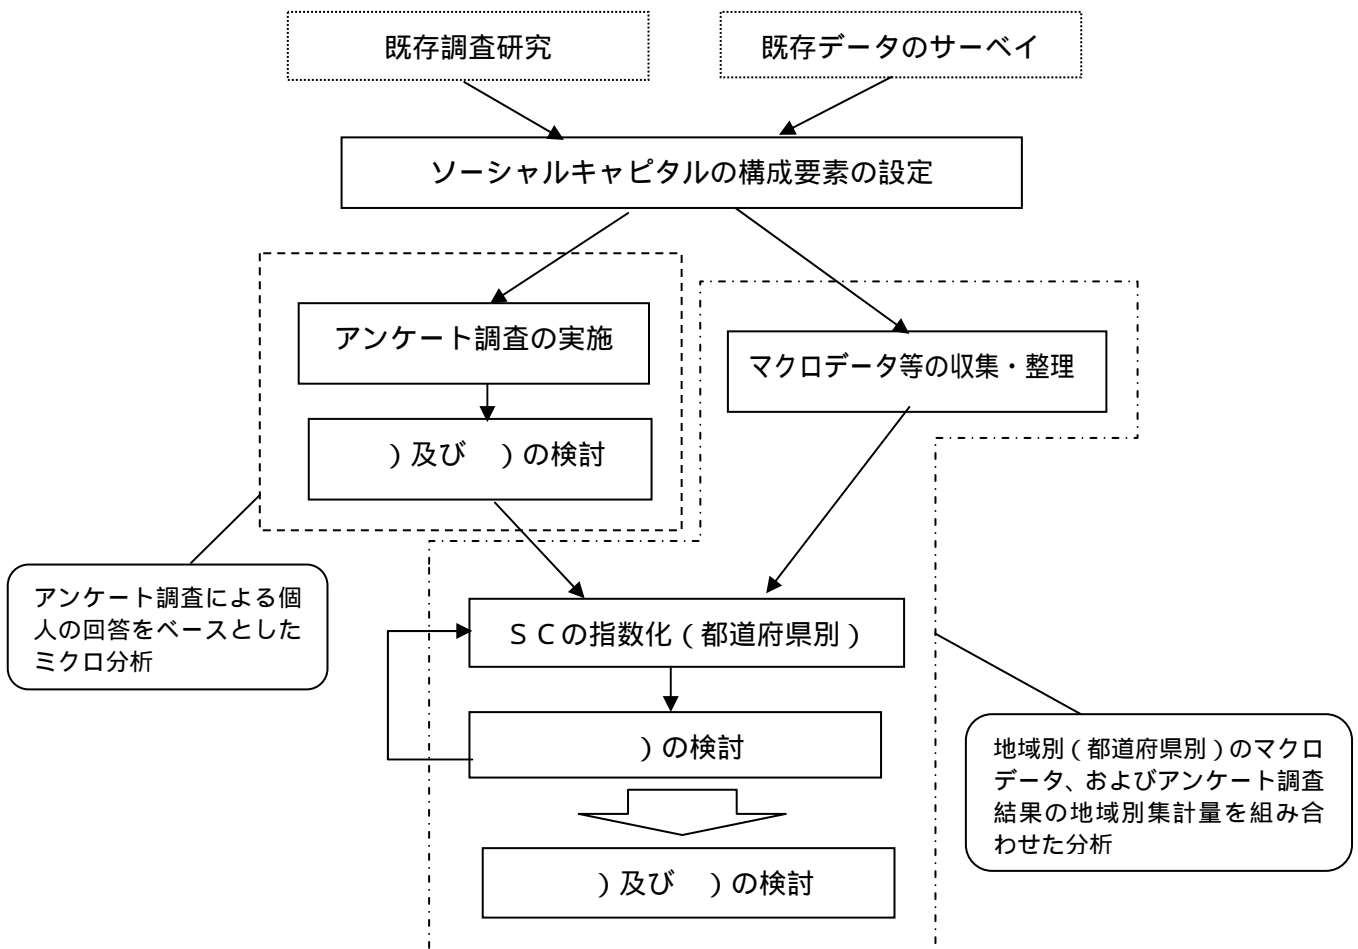 既存調査研究
既存データのサーベイ
ソーシャルキャピタルの構成要素の設定
アンケート調査の実施
マクロデータ等の収集・整理
）及び　）の検討
アンケート調査による個
人の回答をベースとした
ミクロ分析
ＳＣの指数化（都道府県別）
）の検討
地域別（都道府県別）のマクロ
データ、およびアンケート調査
結果の地域別集計量を組み合
わせた分析
）及び　）の検討